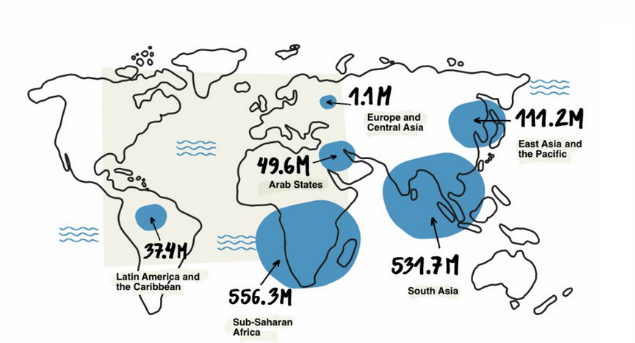 1.1M
Europe and
Central Asia
111.2M
East Asia and
the Pacific
49.6M
Arab States
37.4M
Latin America and
the Caribbean
531.7M
South Asia
556.3M
Sub-Saharan
Africa